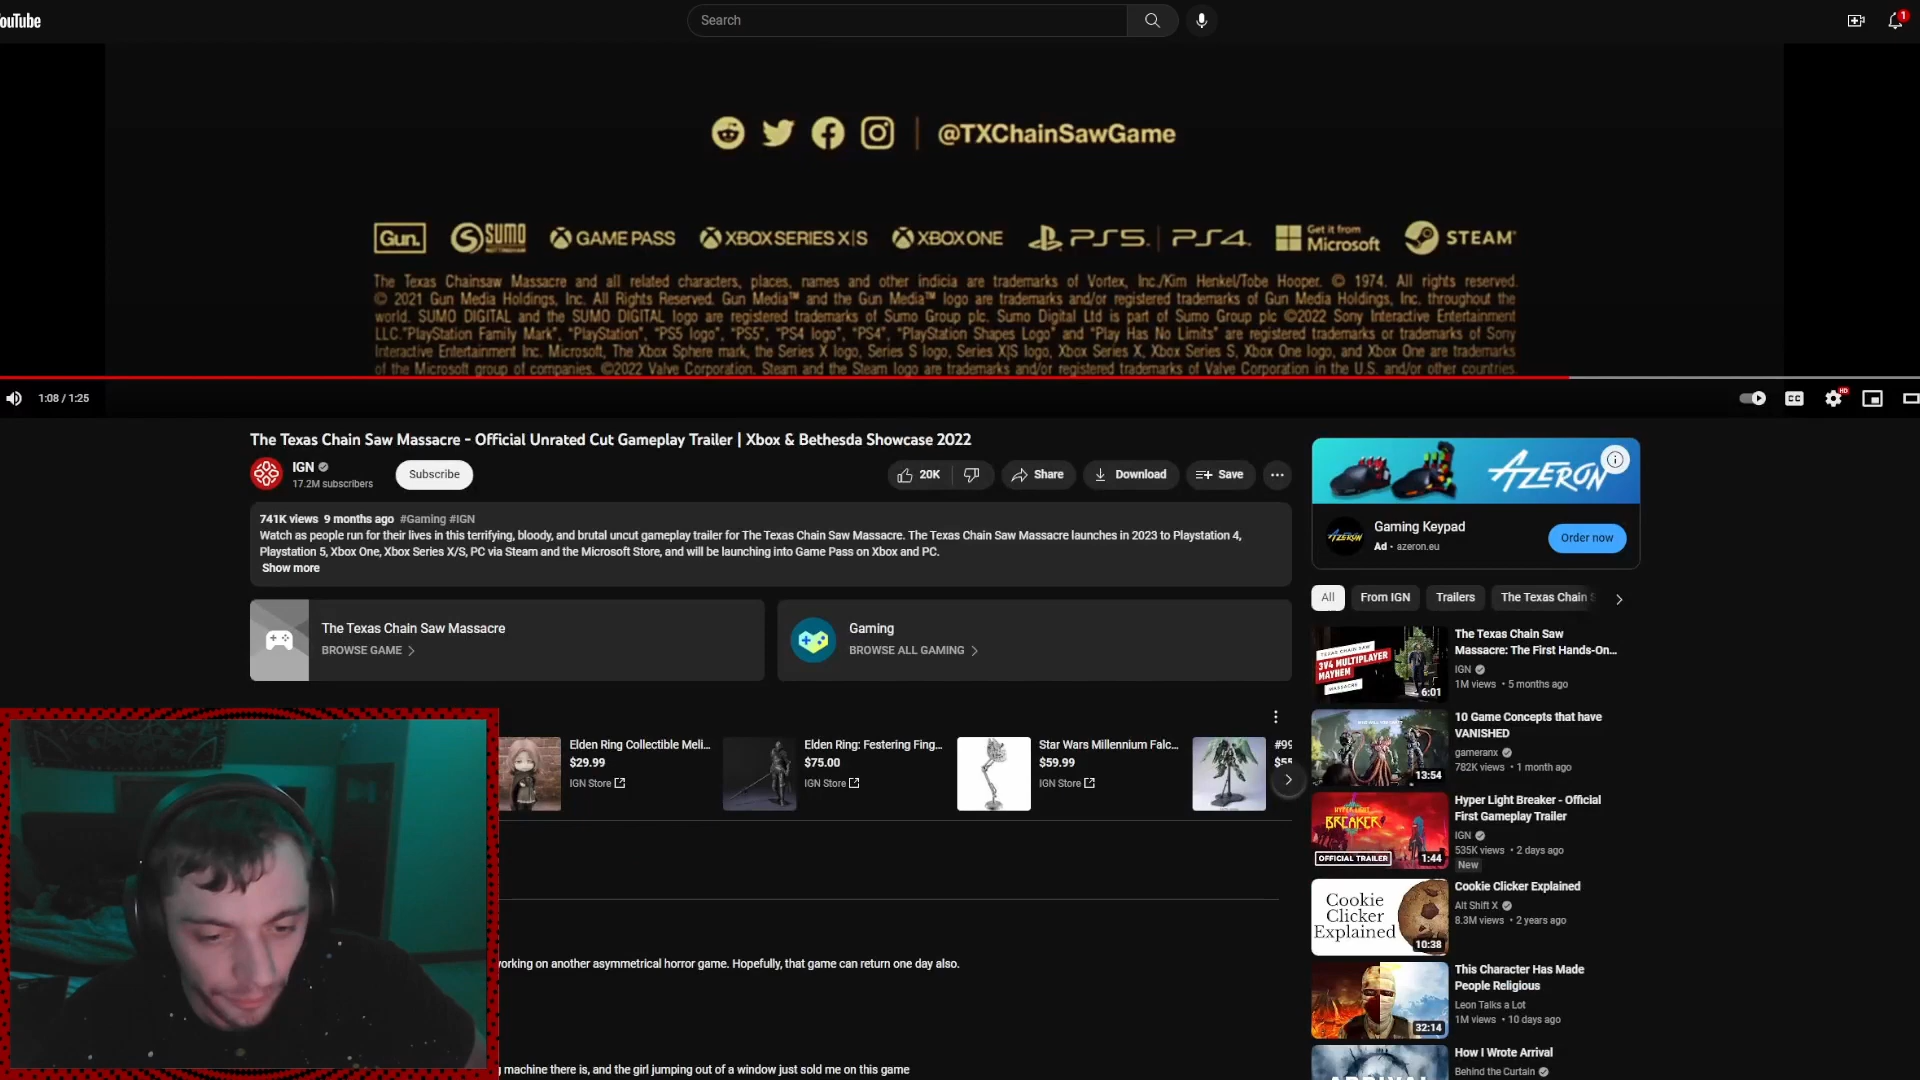 YouTube
Search
1
@TXChainSawGame
Gun.
SUMO
GAME PASS
XBOX SERIES X|S
XBOX ONE
PS5
PS4
Get it from
Microsoft
STEAM
The Texas Chainsaw Massacre and all related characters, places, names and other indicia are trademarks of Vortex, Inc./Kim Henkel/Tobe Hooper. © 1974. All rights reserved.
© 2021 Gun Media Holdings, Inc. All Rights Reserved. Gun Media™ and the Gun Media™ logo are trademarks and/or registered trademarks of Gun Media Holdings, Inc. throughout the
world. SUMO DIGITAL and the SUMO DIGITAL logo are registered trademarks of Sumo Group plc. Sumo Digital Ltd is part of Sumo Group plc ©2022 Sony Interactive Entertainment
LLC."PlayStation Family Mark", "PlayStation", "PS5 logo", "PS5", "PS4 logo", "PS4", "PlayStation Shapes Logo" and "Play Has No Limits" are registered trademarks or trademarks of Sony
Interactive Entertainment Inc. Microsoft, The Xbox Sphere mark, the Series X logo, Series S logo, Series X|S logo, Xbox Series X, Xbox Series S, Xbox One logo, and Xbox One are trademarks
of the Microsoft group of companies. ©2022 Valve Corporation. Steam and the Steam logo are trademarks and/or registered trademarks of Valve Corporation in the U.S. and/or other countries.
1:08 / 1:25
CC
HD
The Texas Chain Saw Massacre - Official Unrated Cut Gameplay Trailer | Xbox & Bethesda Showcase 2022
IGN
17.2M subscribers
Subscribe
20K
Share
Download
Save
741K views 9 months ago #Gaming #IGN
Watch as people run for their lives in this terrifying, bloody, and brutal uncut gameplay trailer for The Texas Chain Saw Massacre. The Texas Chain Saw Massacre launches in 2023 to Playstation 4,
Playstation 5, Xbox One, Xbox Series X/S, PC via Steam and the Microsoft Store, and will be launching into Game Pass on Xbox and PC.
Show more
The Texas Chain Saw Massacre
BROWSE GAME
Gaming
BROWSE ALL GAMING
Elden Ring Collectible Meli...
$29.99
IGN Store
Elden Ring: Festering Fing...
$75.00
IGN Store
Star Wars Millennium Falc...
$59.99
IGN Store
working on another asymmetrical horror game. Hopefully, that game can return one day also.
machine there is, and the girl jumping out of a window just sold me on this game
AZERON
Gaming Keypad
Ad • azeron.eu
Order now
All
From IGN
Trailers
The Texas Chain
TEXAS CHAIN SAW
3V4 MULTIPLAYER
MAYHEM
MASSACRE
6:01
The Texas Chain Saw
Massacre: The First Hands-On...
IGN
1M views • 5 months ago
13:54
10 Game Concepts that have
VANISHED
gameranx
782K views • 1 month ago
HYPER LIGHT
BREAKER
OFFICIAL TRAILER
1:44
Hyper Light Breaker - Official
First Gameplay Trailer
IGN
535K views • 2 days ago
New
Cookie
Clicker
Explained
10:38
Cookie Clicker Explained
Alt Shift X
8.3M views • 2 years ago
32:14
This Character Has Made
People Religious
Leon Talks a Lot
1M views • 10 days ago
How I Wrote Arrival
Behind the Curtain